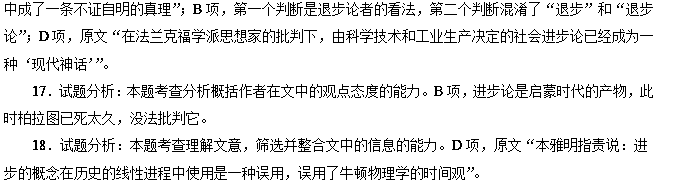 中成了一条不证自明的真理”；B 项，第一个判断是退步论者的看法，第二个判断混淆了“退步”和“退步
论”；D 项，原文“在法兰克福学派思想家的批判下，由科学技术和工业生产决定的社会进步论已经成为一
种‘现代神话’”。
17．试题分析：本题考查分析概括作者在文中的观点态度的能力。B 项，进步论是启蒙时代的产物，此
时柏拉图已死太久，没法批判它。
18．试题分析：本题考查理解文意，筛选并整合文中的信息的能力。D 项，原文“本雅明指责说：进
步的概念在历史的线性进程中使用是一种误用，误用了牛顿物理学的时间观”。